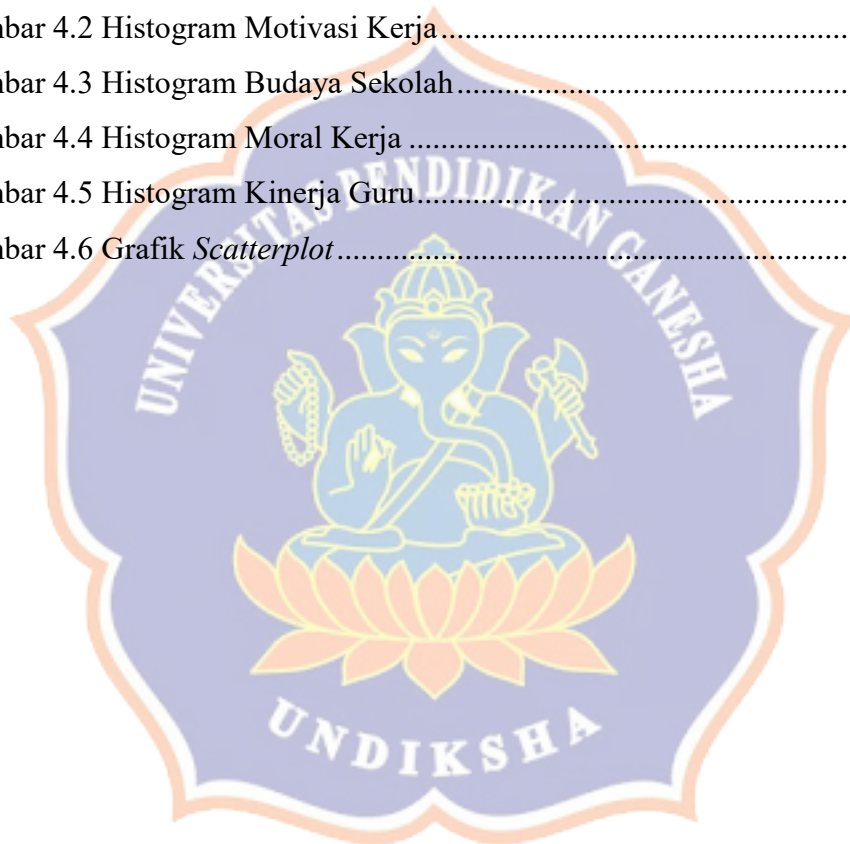 mbar 4.2 Histogram Motivasi Kerja..........................................................
mbar 4.3 Histogram Budaya Sekolah........................................................
mbar 4.4 Histogram Moral Kerja ..............................................................
mbar 4.5 Histogram Kinerja Guru.............................................................
mbar 4.6 Grafik Scatterplot.......................................................................
UNIVERSITAS PENDIDIKAN GANESHA
UNDIKSHA